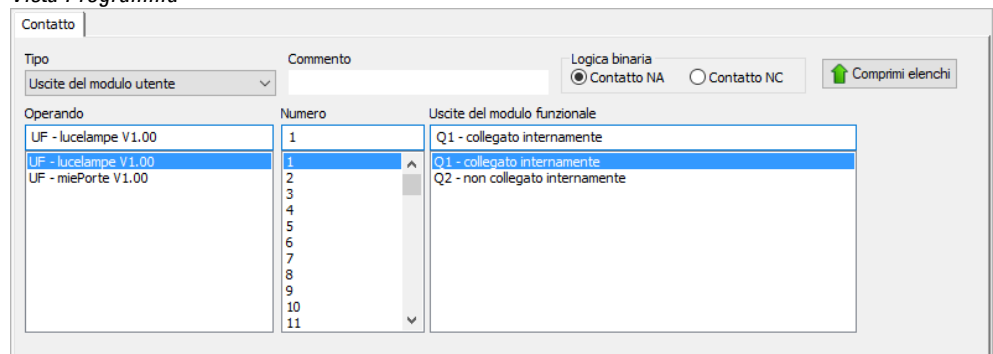 Vista Programma
Contatto
Tipo
Commento
Logica binaria
Uscite del modulo utente
Contatto NA
Contatto NC
Comprimi elenchi
Operando
Numero
Uscite del modulo funzionale
UF - lucelampe V1.00
1
Q1 - collegato internamente
UF - lucelampe V1.00
1
Q1 - collegato internamente
UF - miePorte V1.00
2
Q2 - non collegato internamente
3
4
5
6
7
8
9
10
11